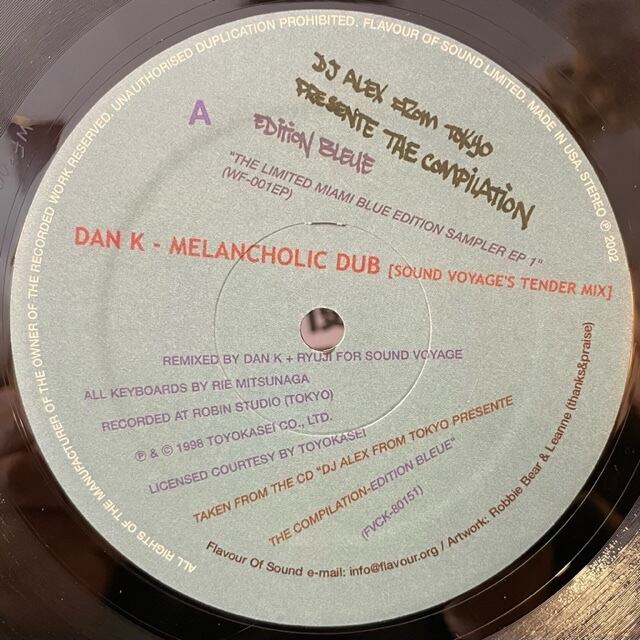 ALL RIGHTS OF THE MANUFACTURER OF THE OWNER OF THE RECORDED WORK RESERVED. UNAUTHORISED DUPLICATION PROHIBITED. FLAVOUR OF SOUND LIMITED. MADE IN USA. STEREO ℗ 2002
DJ ALEX FROM TOKYO
PRESENTE THE COMPILATION
EDITION BLEUE
A
"THE LIMITED MIAMI BLUE EDITION SAMPLER EP 1"
(WF-001EP)
DAN K - MELANCHOLIC DUB [SOUND VOYAGE'S TENDER MIX]
REMIXED BY DAN K + RYUJI FOR SOUND VOYAGE
ALL KEYBOARDS BY RIE MITSUNAGA
RECORDED AT ROBIN STUDIO (TOKYO)
℗ & © 1998 TOYOKASEI CO., LTD.
LICENSED COURTESY BY TOYOKASEI
TAKEN FROM THE CD "DJ ALEX FROM TOKYO PRESENTE
THE COMPILATION-EDITION BLEUE"
(FVCK-80151)
Flavour Of Sound e-mail: info@flavour.org / Artwork: Robbie Bear & Leanne (thanks&praise)